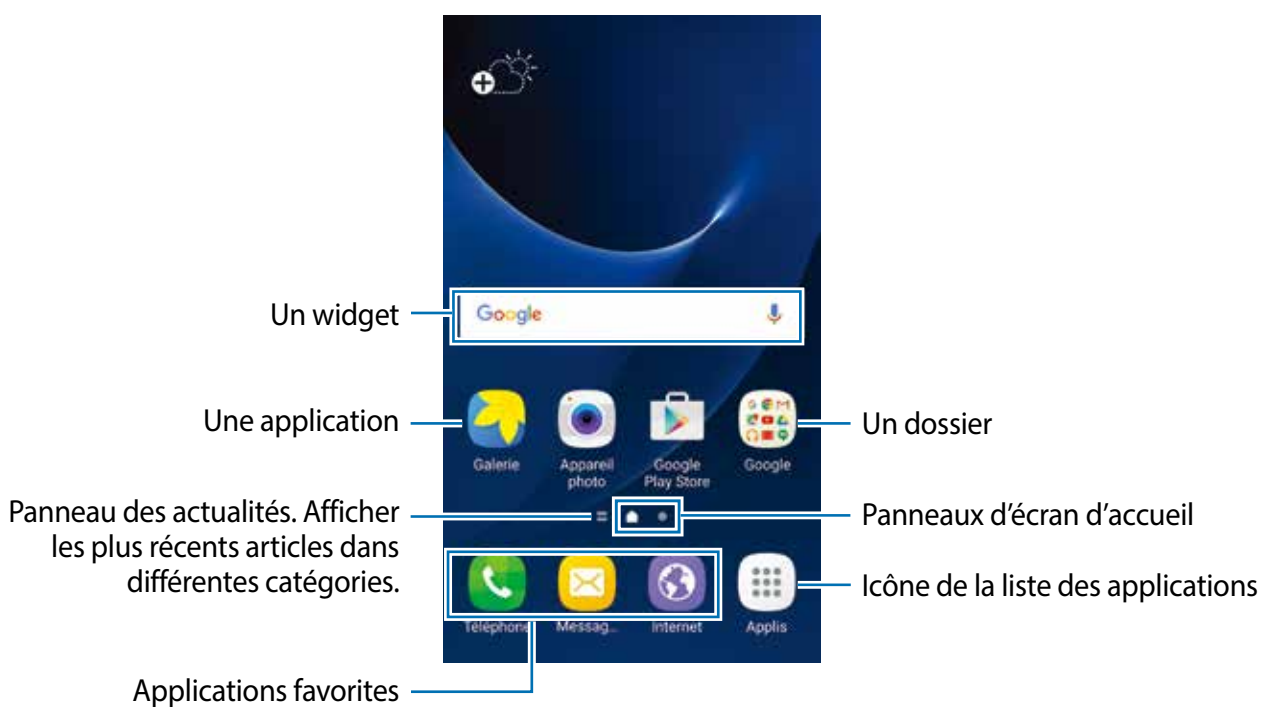 Google
Un widget
Une application
Un dossier
Galerie
Appareil photo
Google Play Store
Google
Panneau des actualités. Afficher
les plus récents articles dans
différentes catégories.
Panneaux d'écran d'accueil
Icône de la liste des applications
Téléphone
Messag...
Internet
Applis
Applications favorites